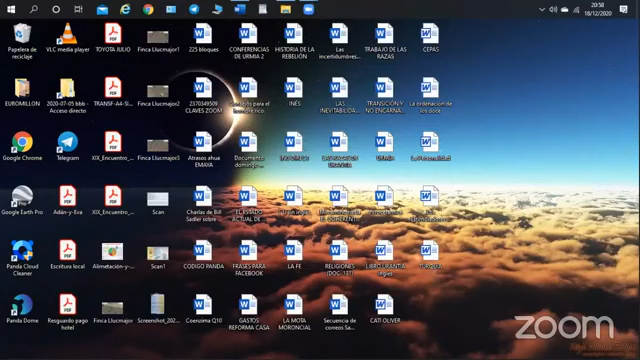 20:58
18/12/2020
Papelera de reciclaje
VLC media player
TOYOTA JULIO
Finca Llucmajor1
225 bloques
CONFERENCIAS DE URMIA 2
HISTORIA DE LA REBELIÓN
Las incertidumbres...
TRABAJO DE LAS RAZAS
CEPAS
EUROMILLON
2020-07-05 bbb - Acceso directo
TRANSF-A4-SI...
Finca Llucmajor2
2370349509 CLAVES ZOOM
INÉS
LAS INEVITABILIDAD...
TRANSICIÓN Y NO ENCARNA...
La ordenación de los doce
Google Chrome
Telegram
XIX_Encuentro_...
Finca Llucmajor3
Atrasos ahua EMAYA
Documento
La Personalidad
Google Earth Pro
Adán-y-Eva
XIX_Encuentro_...
Scan
Charlas de Bill Sadler sobre ...
EL ESTADO ACTUAL DE ...
Panda Cloud Cleaner
Escritura local
Alimetación-y-...
Scan1
CODIGO PANDA
FRASES PARA FACEBOOK
LA FE
RELIGIONES (DOC. 131)
LIBRO URANTIA ingles
Panda Dome
Resguardo pago hotel
Finca Llucmajor
Screenshot_202...
Coenzima Q10
GASTOS REFORMA CASA
LA MOTA MORONCIAL
Secuencia de correos Sa...
CATI OLIVER
zoom